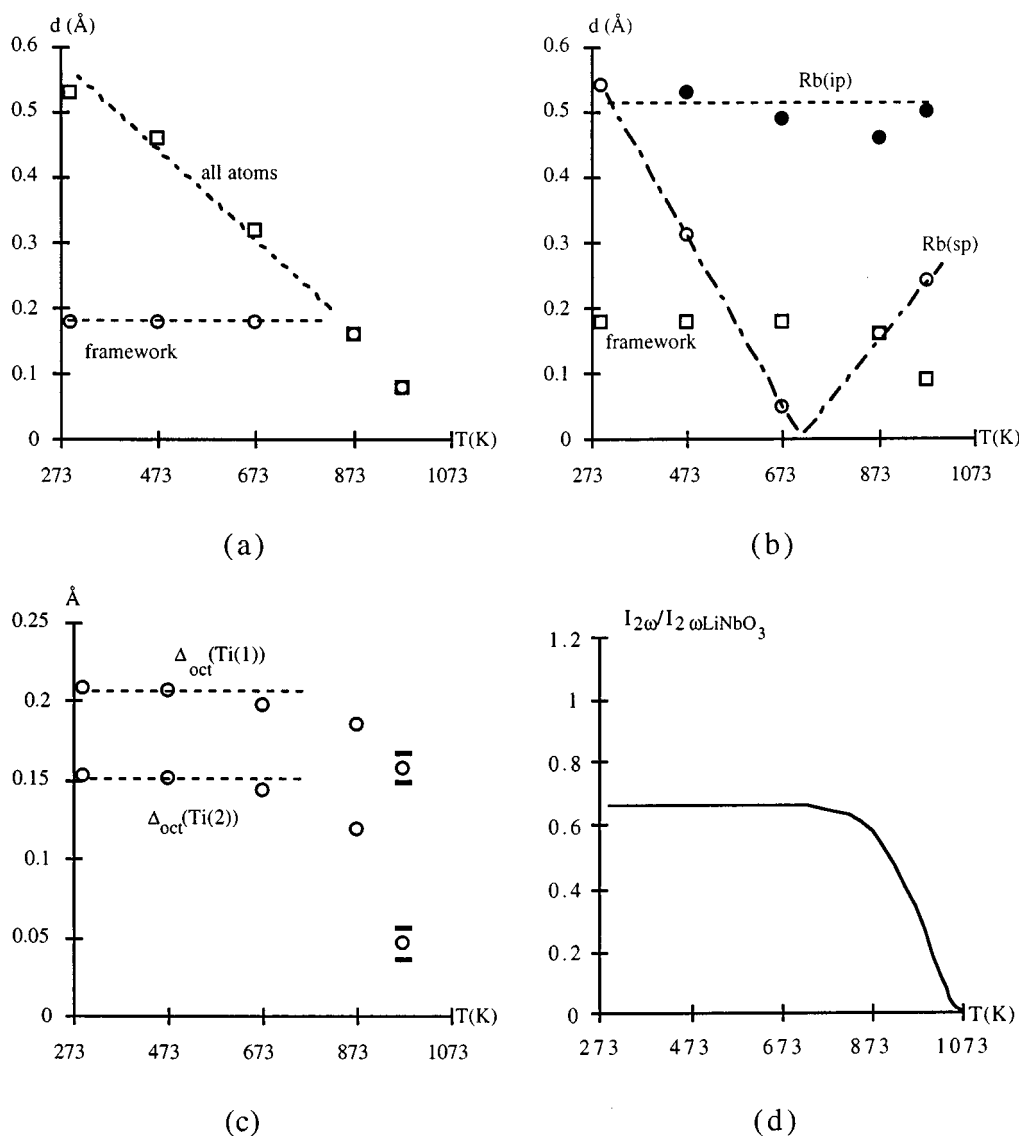 d (Å)
0.6
0.5
0.4
0.3
0.2
0.1
0
all atoms
framework
T(K)
273 473 673 873 1073
(a)
d (Å)
0.6
0.5
0.4
0.3
0.2
0.1
0
Rb(ip)
Rb(sp)
framework
T(K)
273 473 673 873 1073
(b)
Å
0.25
0.2
0.15
0.1
0.05
0
Δoct(Ti(1))
Δoct(Ti(2))
T(K)
273 473 673 873 1073
(c)
I2ω/I2ωLiNbO3
1.2
1
0.8
0.6
0.4
0.2
0
T(K)
273 473 673 873 1073
(d)